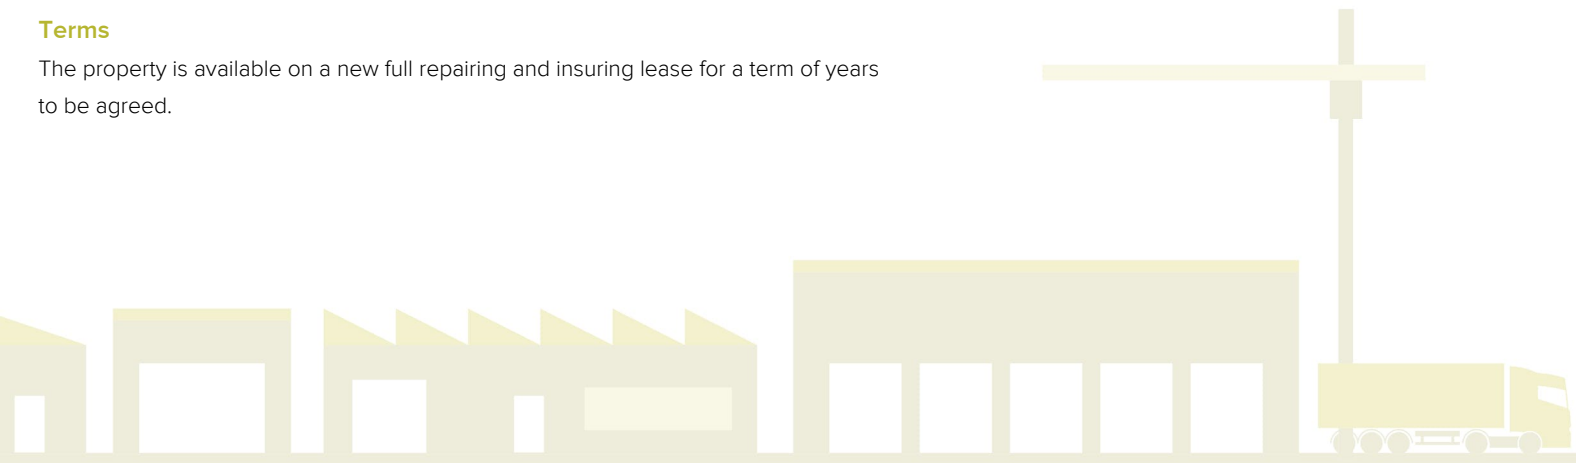 Terms
The property is available on a new full repairing and insuring lease for a term of years
to be agreed.